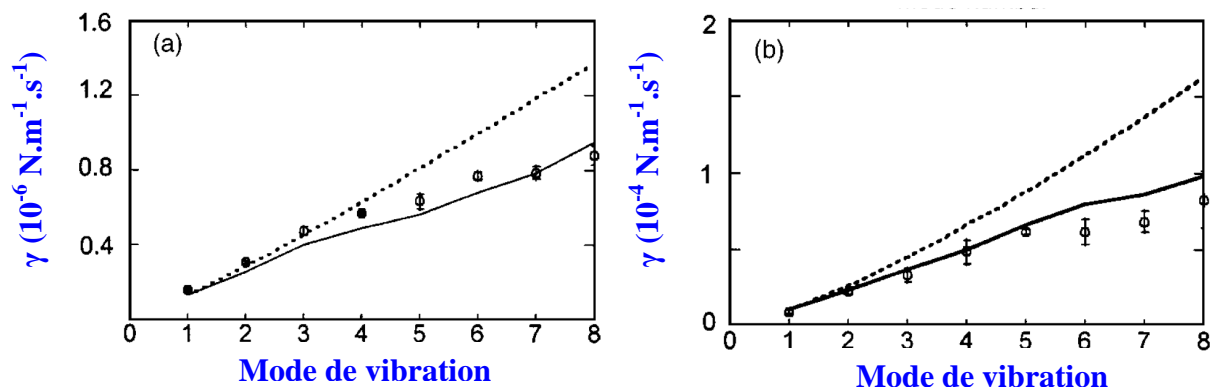 (a)
1.6
1.2
0.8
0.4
0 1 2 3 4 5 6 7 8
γ (10⁻⁶ N.m⁻¹.s⁻¹)
Mode de vibration
(b)
2
1
0
0 1 2 3 4 5 6 7 8
γ (10⁻⁴ N.m⁻¹.s⁻¹)
Mode de vibration